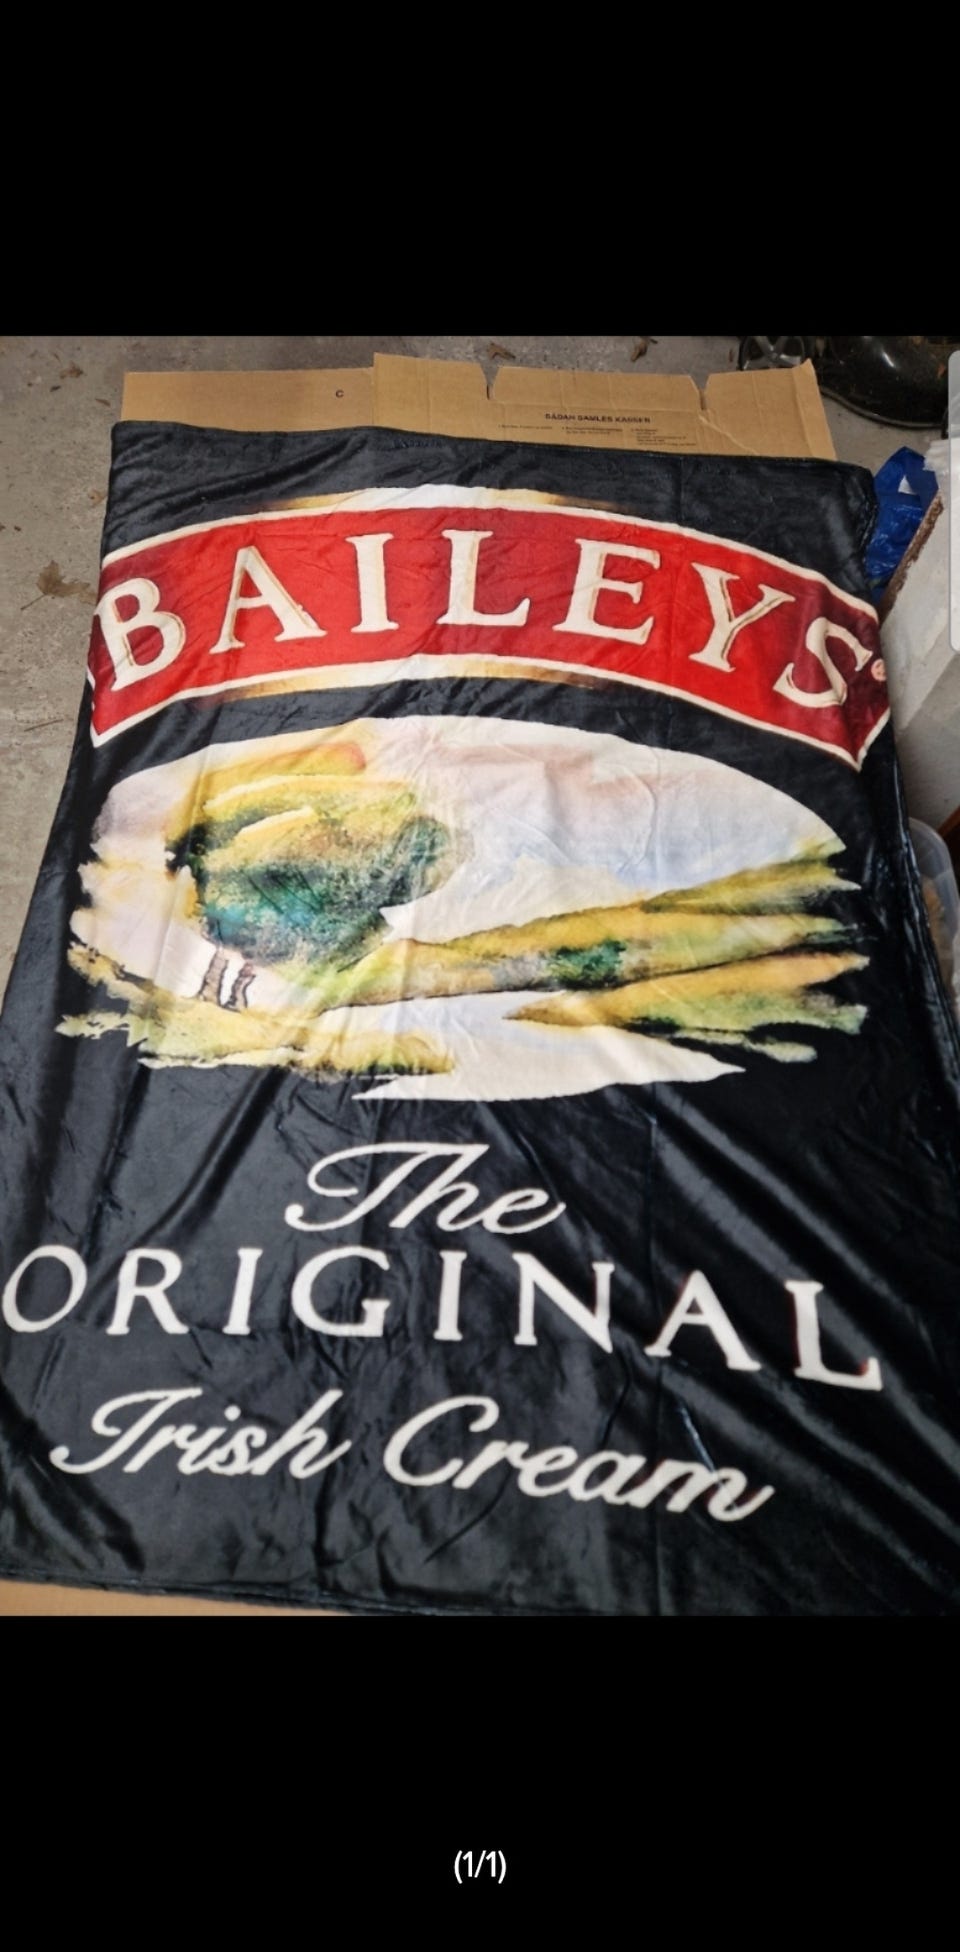 C
SÅDAN SAMLES KASSEN
BAILEYS
The
ORIGINAL
Irish Cream
(1/1)